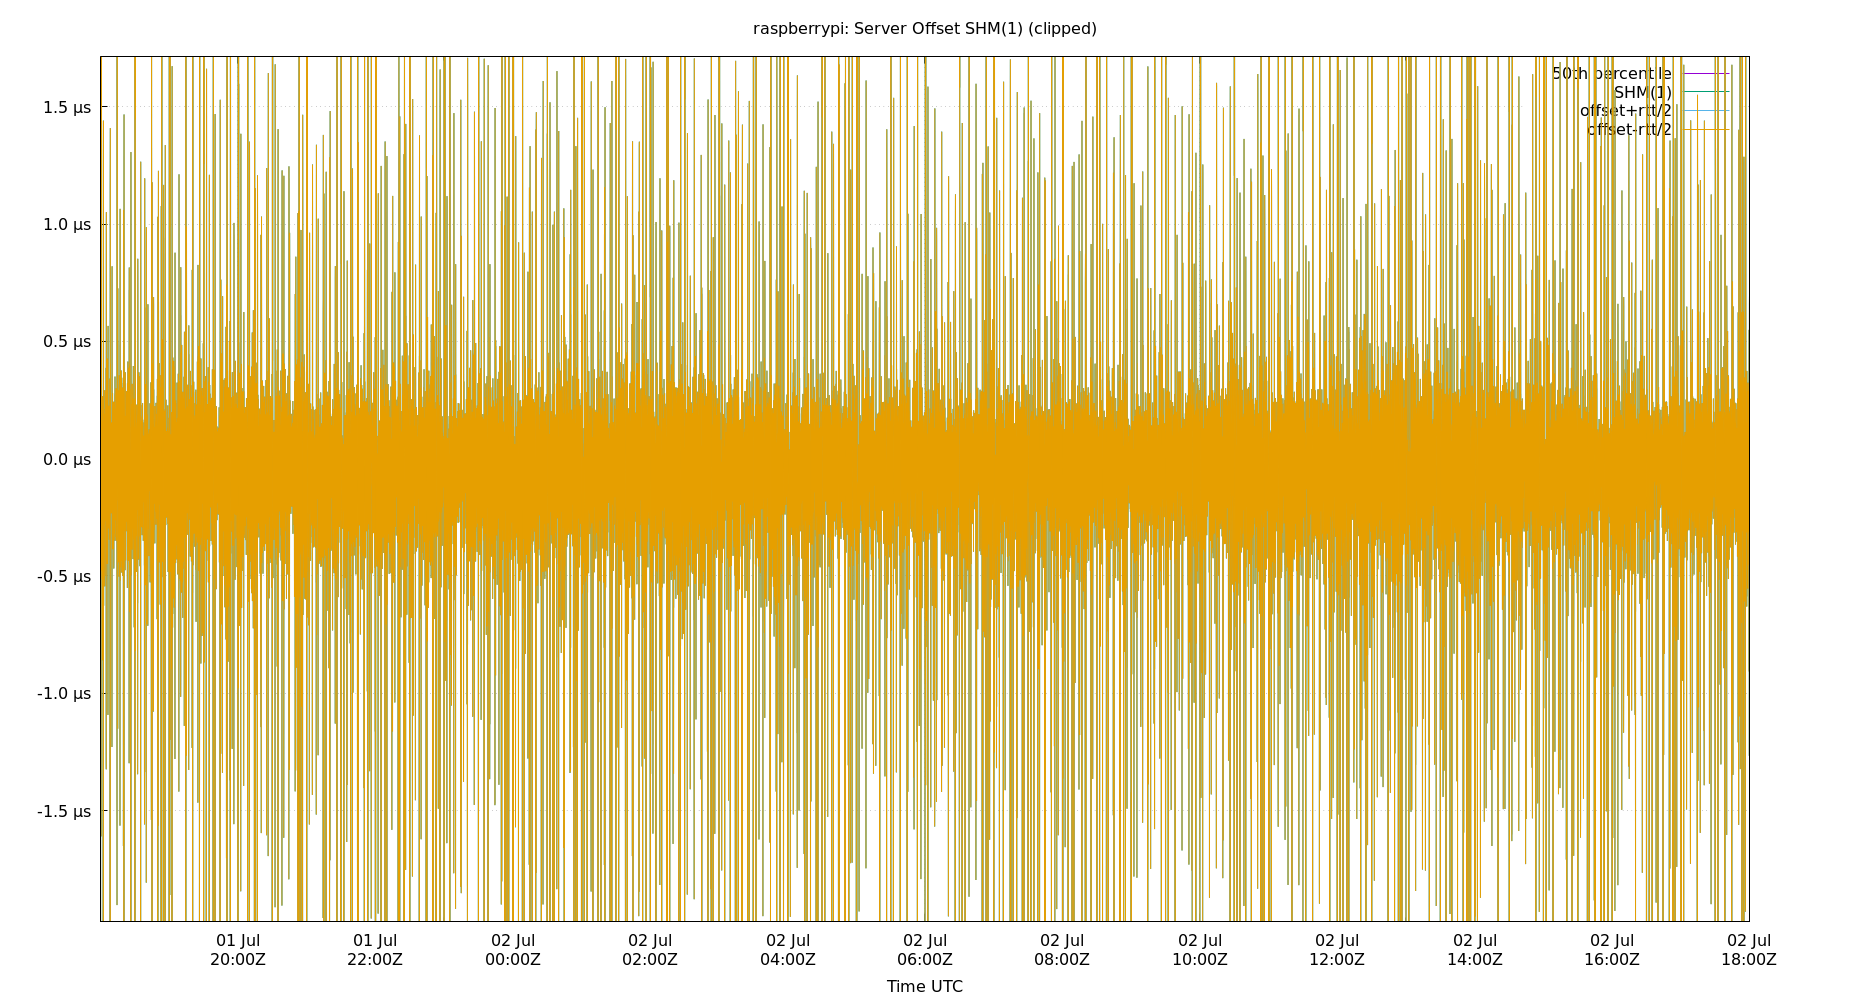 raspberrypi: Server Offset SHM(1) (clipped)
50th percentile
SHM(1)
offset+rtt/2
offset-rtt/2
1.5 µs
1.0 µs
0.5 µs
0.0 µs
-0.5 µs
-1.0 µs
-1.5 µs
01 Jul 01 Jul 02 Jul 02 Jul 02 Jul 02 Jul 02 Jul 02 Jul 02 Jul 02 Jul 02 Jul 02 Jul
20:00Z 22:00Z 00:00Z 02:00Z 04:00Z 06:00Z 08:00Z 10:00Z 12:00Z 14:00Z 16:00Z 18:00Z
Time UTC